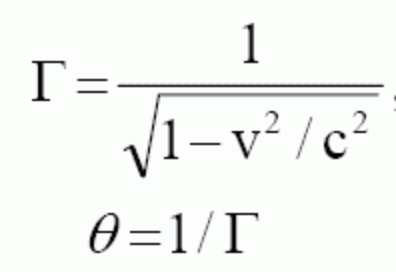 Γ = 1 / √(1 − v² / c²),
θ = 1 / Γ